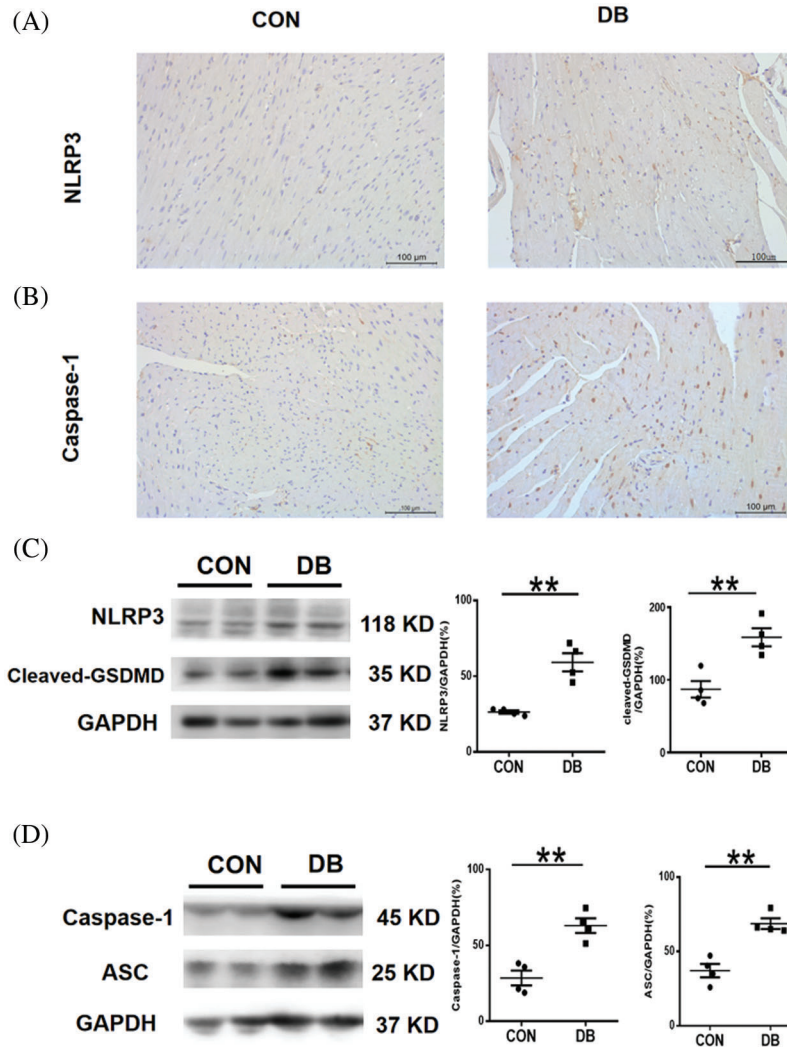 (A)
CON
DB
NLRP3
100 μm
100um
(B)
Caspase-1
100 μm
100 μm
(C)
CON DB
NLRP3 118 KD
Cleaved-GSDMD 35 KD
GAPDH 37 KD
**
NLRP3/GAPDH(%)
100
50
0
CON DB
**
cleaved-GSDMD
/GAPDH(%)
200
100
0
CON DB
(D)
CON DB
Caspase-1 45 KD
ASC 25 KD
GAPDH 37 KD
**
Caspase-1/GAPDH(%)
100
50
0
CON DB
**
ASC/GAPDH(%)
100
50
0
CON DB